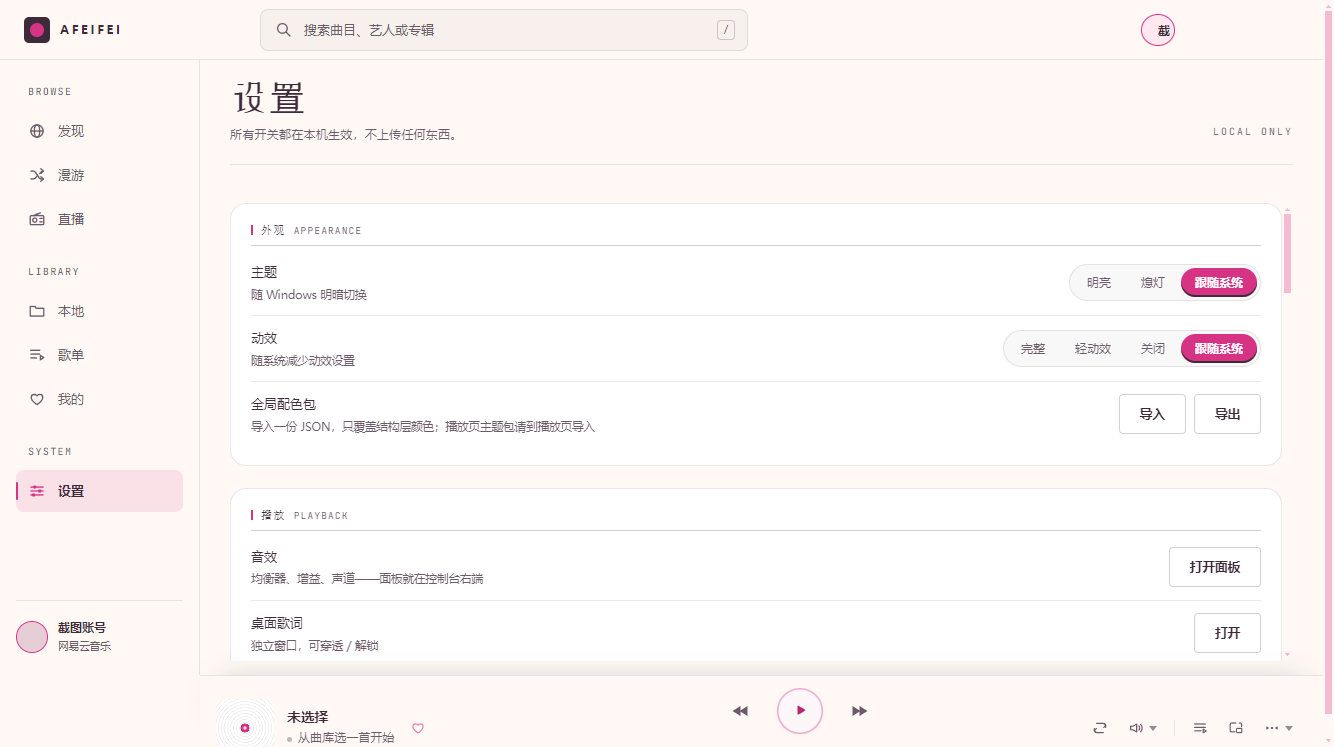 AFEIFEI
搜索曲目、艺人或专辑
/
截
BROWSE
发现
漫游
直播
LIBRARY
本地
歌单
我的
SYSTEM
设置
截图账号
网易云音乐
设置
所有开关都在本机生效，不上传任何东西。
LOCAL ONLY
外观 APPEARANCE
主题
随 Windows 明暗切换
明亮 熄灯 跟随系统
动效
随系统减少动效设置
完整 轻动效 关闭 跟随系统
全局配色包
导入一份 JSON，只覆盖结构层颜色；播放页主题包请到播放页导入
导入 导出
播放 PLAYBACK
音效
均衡器、增益、声道——面板就在控制台右端
打开面板
桌面歌词
独立窗口，可穿透 / 解锁
打开
未选择
从曲库选一首开始